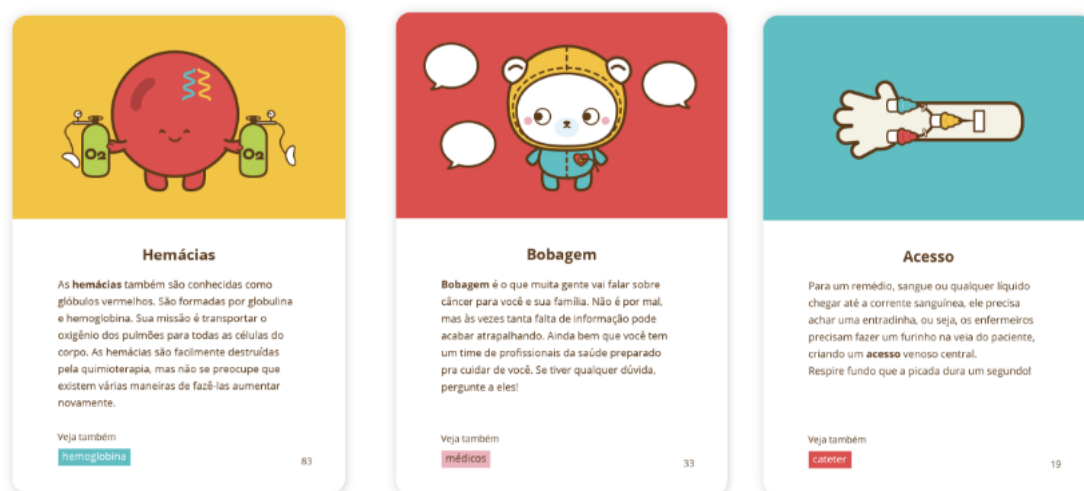 O2
O2
Hemácias
As hemácias também são conhecidas como
glóbulos vermelhos. São formadas por globulina
e hemoglobina. Sua missão é transportar o
oxigênio dos pulmões para todas as células do
corpo. As hemácias são facilmente destruídas
pela quimioterapia, mas não se preocupe que
existem várias maneiras de fazê-las aumentar
novamente.
Veja também
hemoglobina
83
Bobagem
Bobagem é o que muita gente vai falar sobre
câncer para você e sua família. Não é por mal,
mas às vezes tanta falta de informação pode
acabar atrapalhando. Ainda bem que você tem
um time de profissionais da saúde preparado
pra cuidar de você. Se tiver qualquer dúvida,
pergunte a eles!
Veja também
médicos
33
Acesso
Para um remédio, sangue ou qualquer líquido
chegar até a corrente sanguínea, ele precisa
achar uma entradinha, ou seja, os enfermeiros
precisam fazer um furinho na veia do paciente,
criando um acesso venoso central.
Respire fundo que a picada dura um segundo!
Veja também
cateter
19